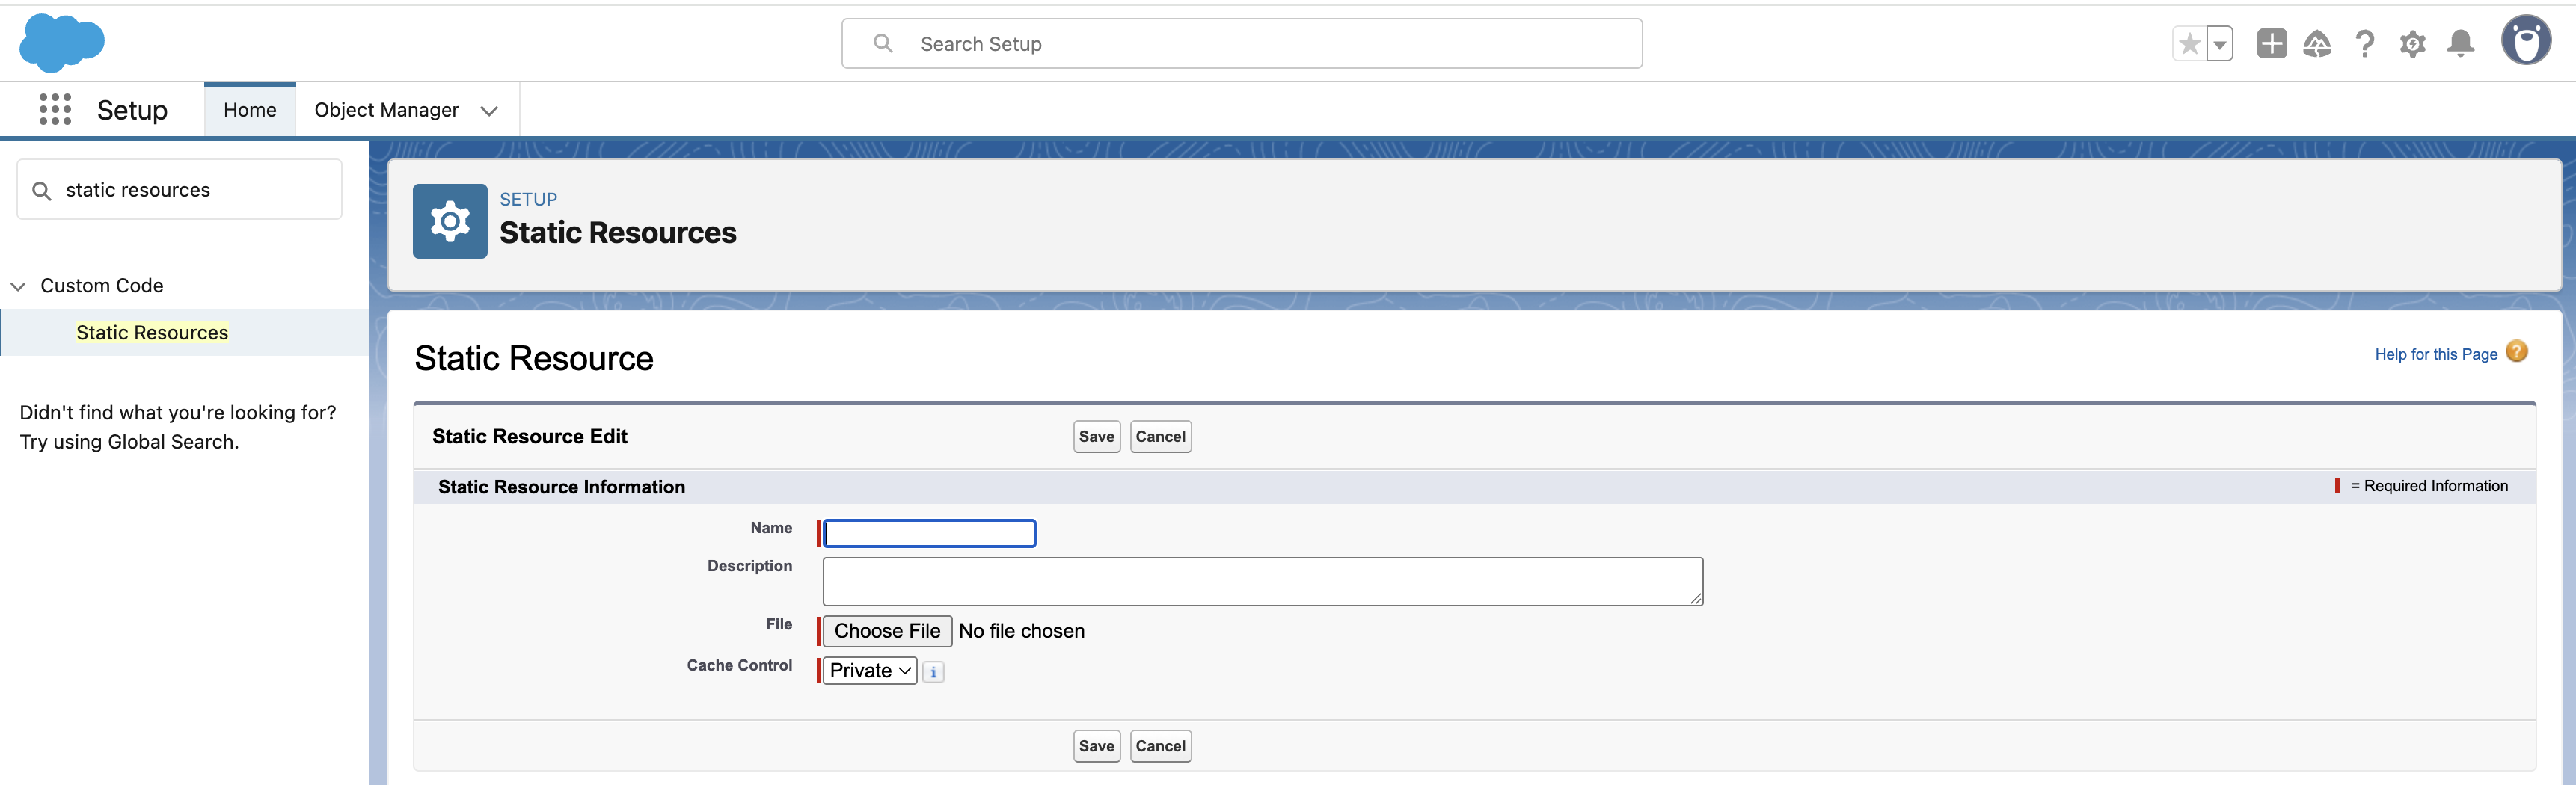 Search Setup
Setup
Home
Object Manager
static resources
Custom Code
Static Resources
Didn't find what you're looking for?
Try using Global Search.
SETUP
Static Resources
Static Resource
Help for this Page ?
Static Resource Edit
Save Cancel
Static Resource Information
= Required Information
Name
Description
File
Choose File No file chosen
Cache Control
Private i
Save Cancel